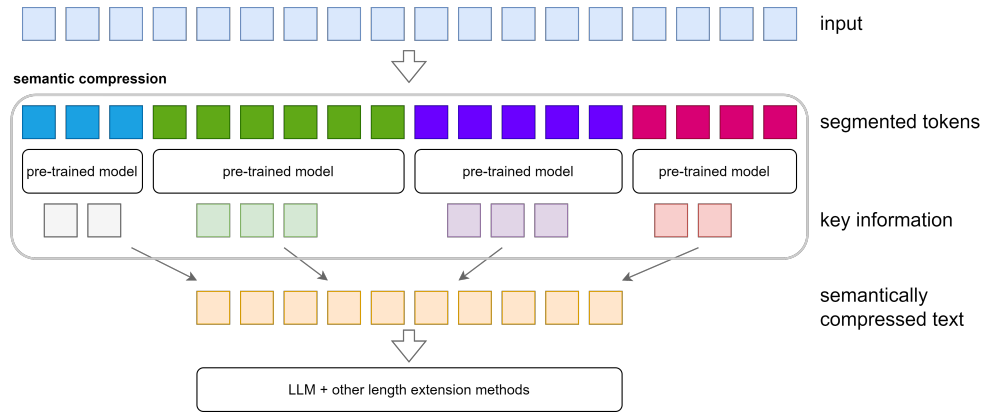 input
semantic compression
segmented tokens
pre-trained model
pre-trained model
pre-trained model
pre-trained model
key information
semantically
compressed text
LLM + other length extension methods